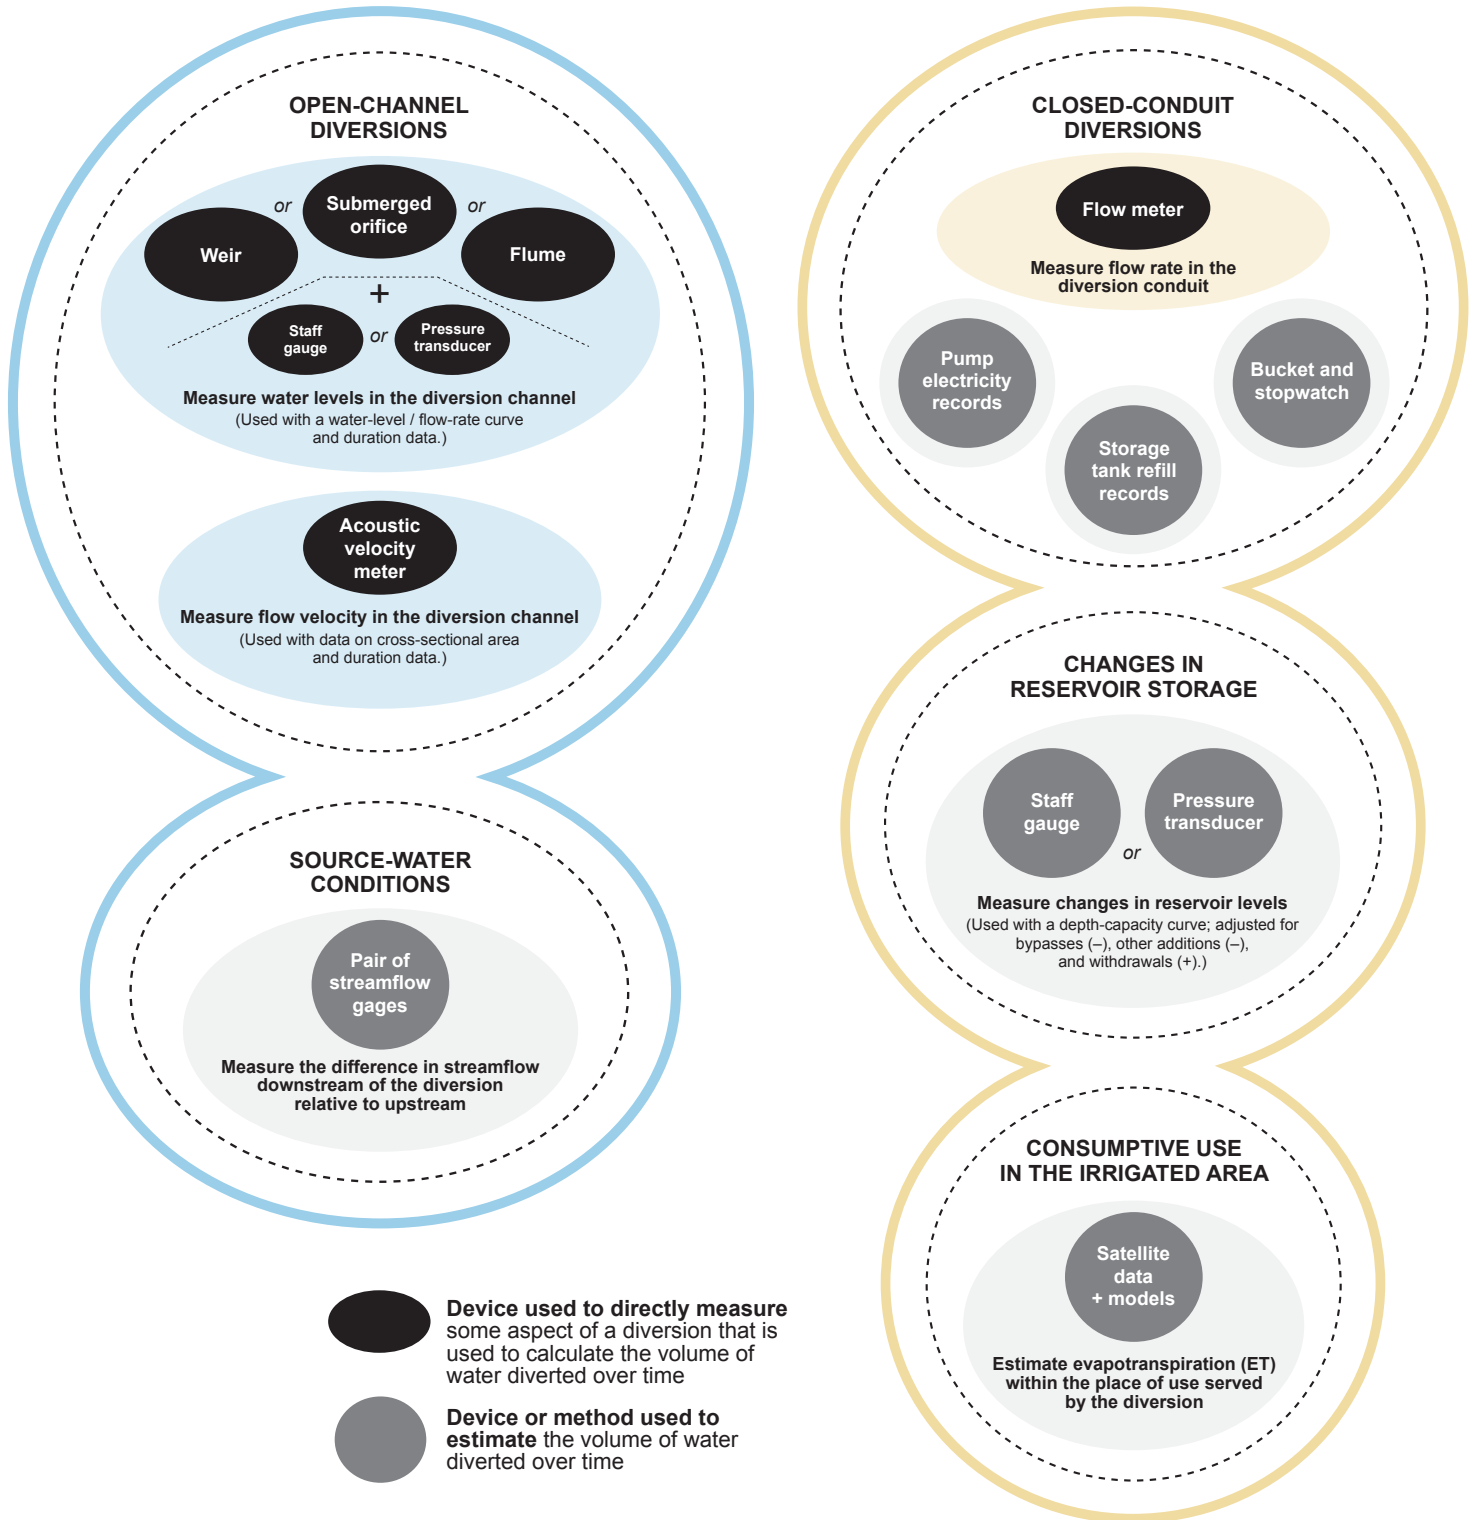 OPEN-CHANNEL
DIVERSIONS
Weir
or
Submerged
orifice
or
Flume
+
Staff
gauge
or
Pressure
transducer
Measure water levels in the diversion channel
(Used with a water-level / flow-rate curve
and duration data.)
Acoustic
velocity
meter
Measure flow velocity in the diversion channel
(Used with data on cross-sectional area
and duration data.)
SOURCE-WATER
CONDITIONS
Pair of
streamflow
gages
Measure the difference in streamflow
downstream of the diversion
relative to upstream
CLOSED-CONDUIT
DIVERSIONS
Flow meter
Measure flow rate in the
diversion conduit
Pump
electricity
records
Storage
tank refill
records
Bucket and
stopwatch
CHANGES IN
RESERVOIR STORAGE
Staff
gauge
or
Pressure
transducer
Measure changes in reservoir levels
(Used with a depth-capacity curve; adjusted for
bypasses (–), other additions (–),
and withdrawals (+).)
CONSUMPTIVE USE
IN THE IRRIGATED AREA
Satellite
data
+ models
Estimate evapotranspiration (ET)
within the place of use served
by the diversion
Device used to directly measure
some aspect of a diversion that is
used to calculate the volume of
water diverted over time
Device or method used to
estimate the volume of water
diverted over time